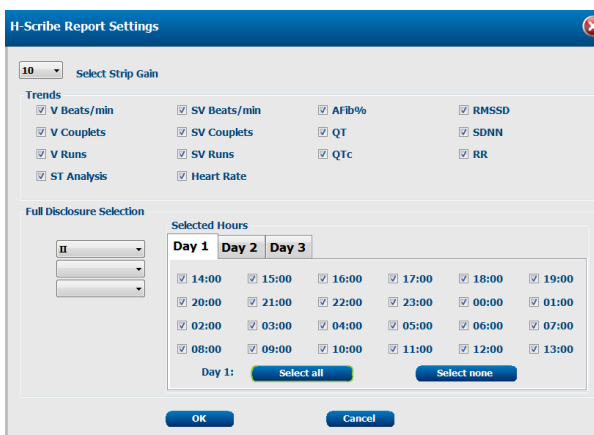 H-Scribe Report Settings
10 Select Strip Gain
Trends
V Beats/min SV Beats/min AFib% RMSSD
V Couplets SV Couplets QT SDNN
V Runs SV Runs QTc RR
ST Analysis Heart Rate
Full Disclosure Selection
Selected Hours
II Day 1 Day 2 Day 3
14:00 15:00 16:00 17:00 18:00 19:00
20:00 21:00 22:00 23:00 00:00 01:00
02:00 03:00 04:00 05:00 06:00 07:00
08:00 09:00 10:00 11:00 12:00 13:00
Day 1: Select all Select none
OK Cancel